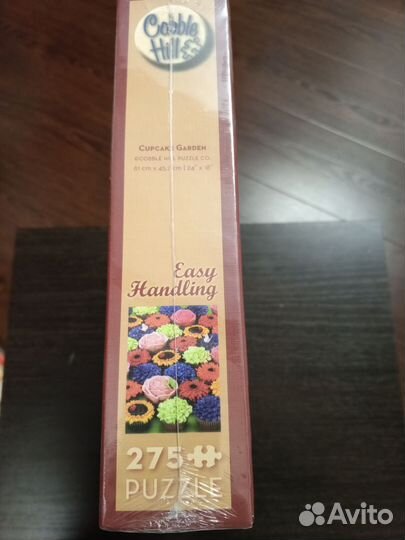 Cobble
Hill
CUPCAKE GARDEN
©COBBLE HILL PUZZLE CO.
61 cm x 45.7 cm | 24" x 18"
Easy
Handling
275
PUZZLE
Avito